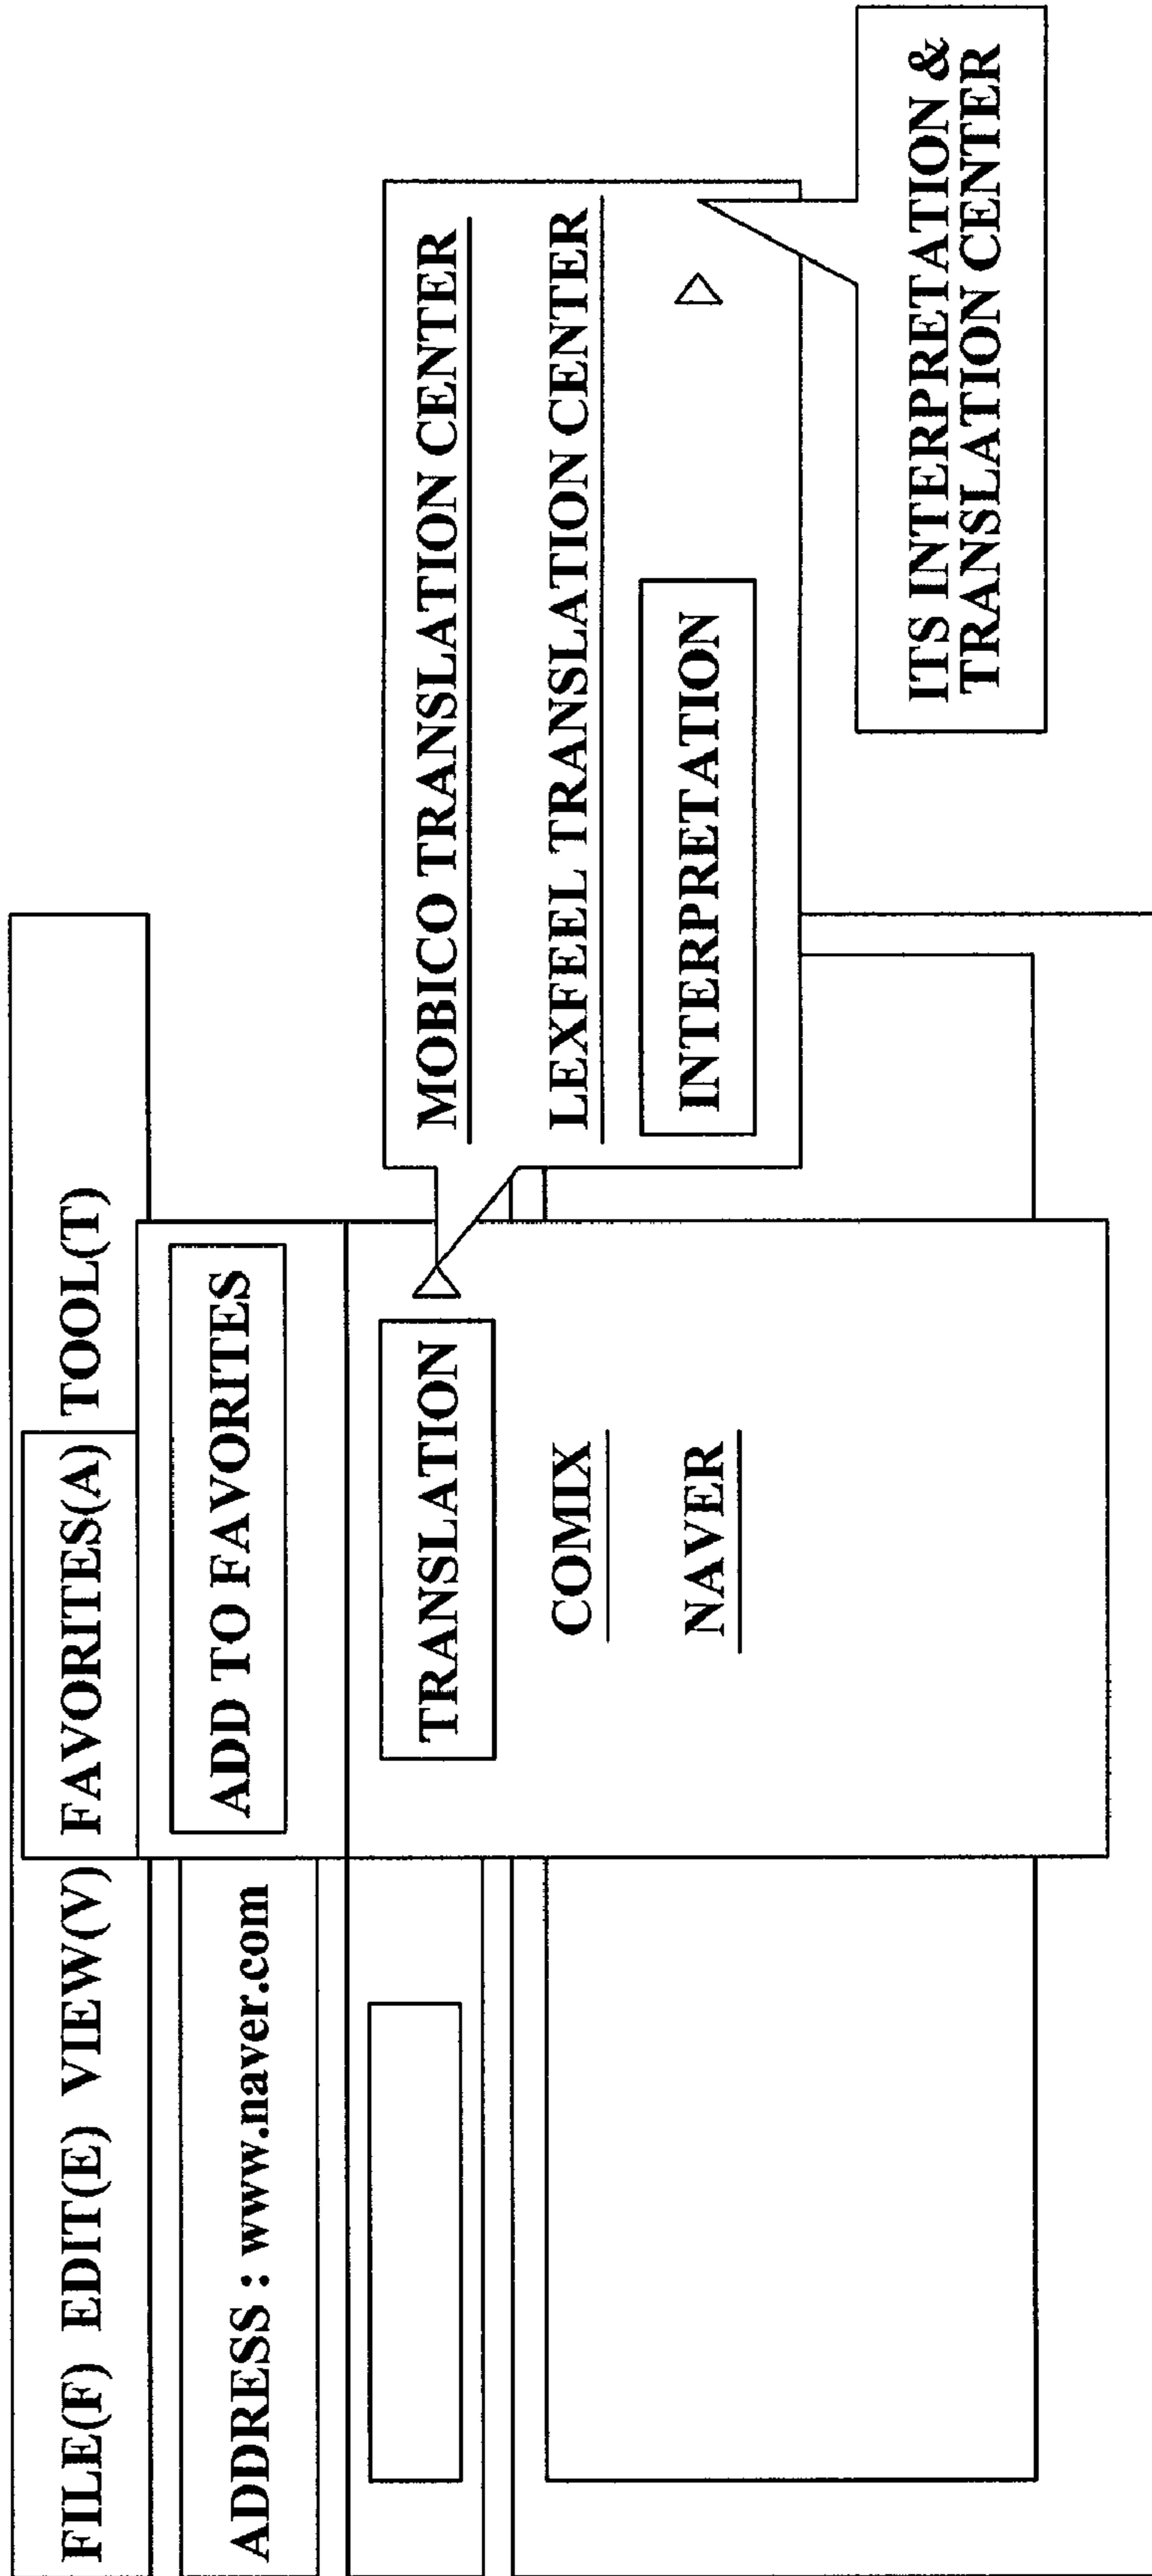 FILE(F) EDIT(E) VIEW(V) FAVORITES(A) TOOL(T)
ADDRESS : www.naver.com
ADD TO FAVORITES
TRANSLATION
COMIX
NAVER
MOBICO TRANSLATION CENTER
LEXFEEL TRANSLATION CENTER
INTERPRETATION
ITS INTERPRETATION &
TRANSLATION CENTER